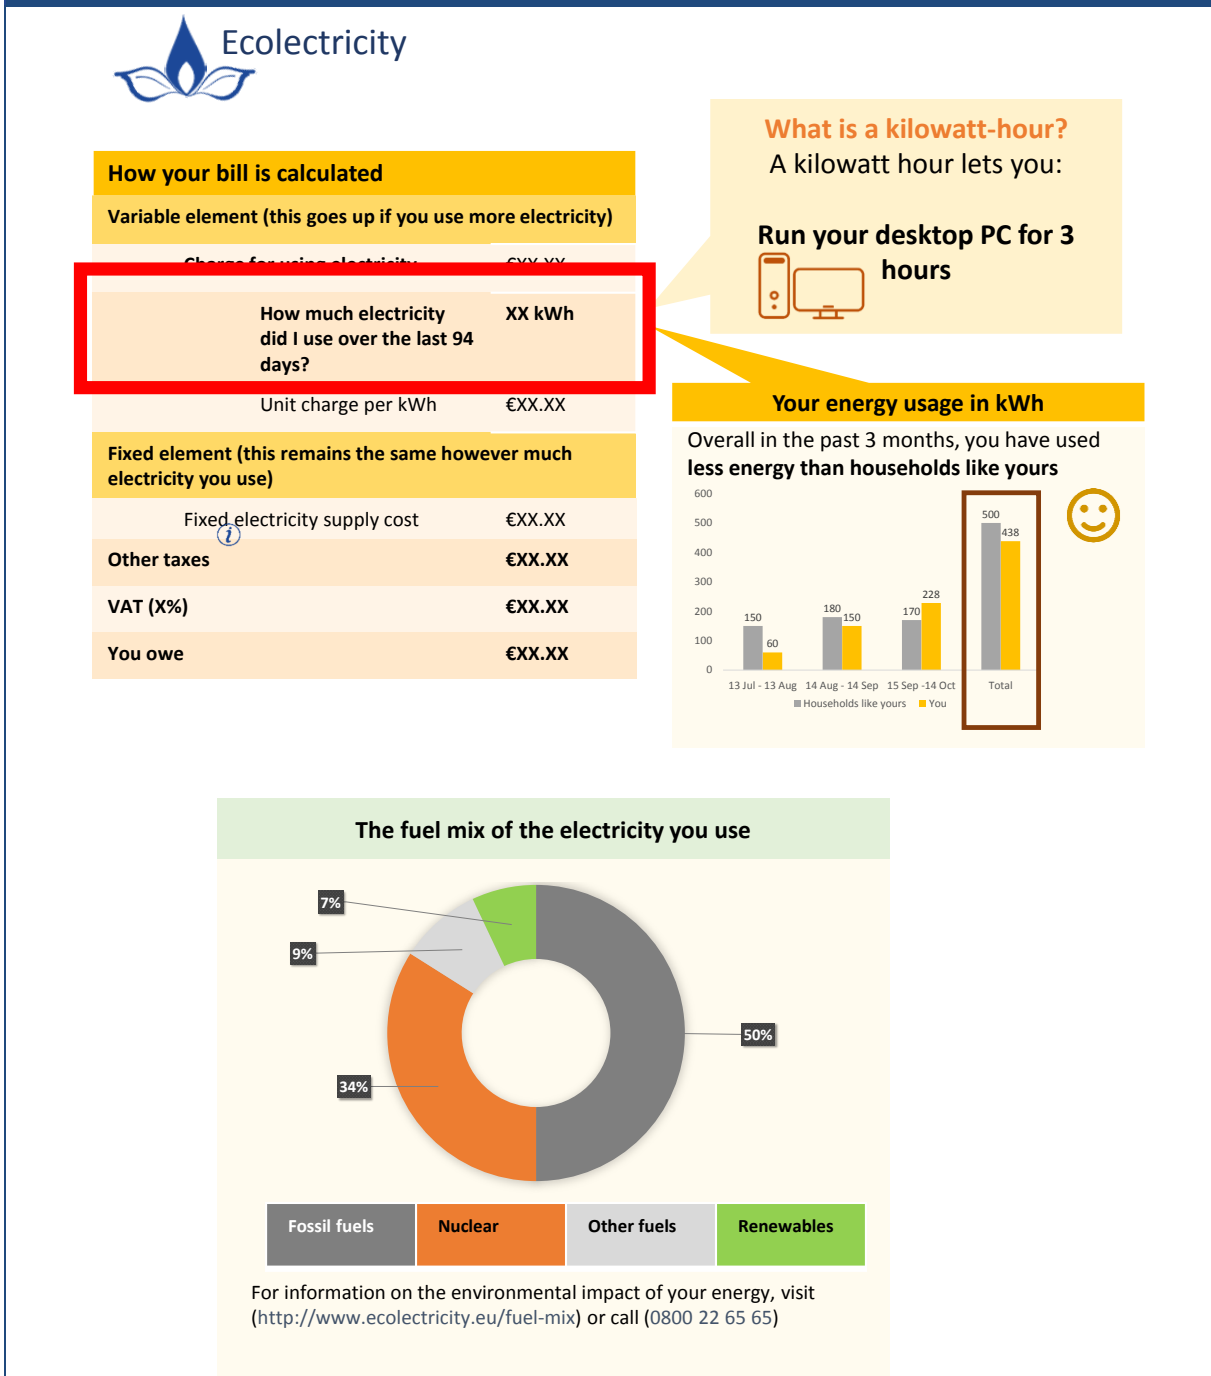 Ecolectricity
What is a kilowatt-hour?
A kilowatt hour lets you:
Run your desktop PC for 3
hours
How your bill is calculated
Variable element (this goes up if you use more electricity)
Charge for using electricity €XX.XX
How much electricity XX kWh
did I use over the last 94
days?
Unit charge per kWh €XX.XX
Fixed element (this remains the same however much
electricity you use)
Fixed electricity supply cost €XX.XX
i
Other taxes €XX.XX
VAT (X%) €XX.XX
You owe €XX.XX
Your energy usage in kWh
Overall in the past 3 months, you have used
less energy than households like yours
600
500
400
300
200
100
0
150
60
180
150
170
228
500
438
13 Jul - 13 Aug 14 Aug - 14 Sep 15 Sep -14 Oct Total
Households like yours You
The fuel mix of the electricity you use
7%
9%
50%
34%
Fossil fuels Nuclear Other fuels Renewables
For information on the environmental impact of your energy, visit
(http://www.ecolectricity.eu/fuel-mix) or call (0800 22 65 65)